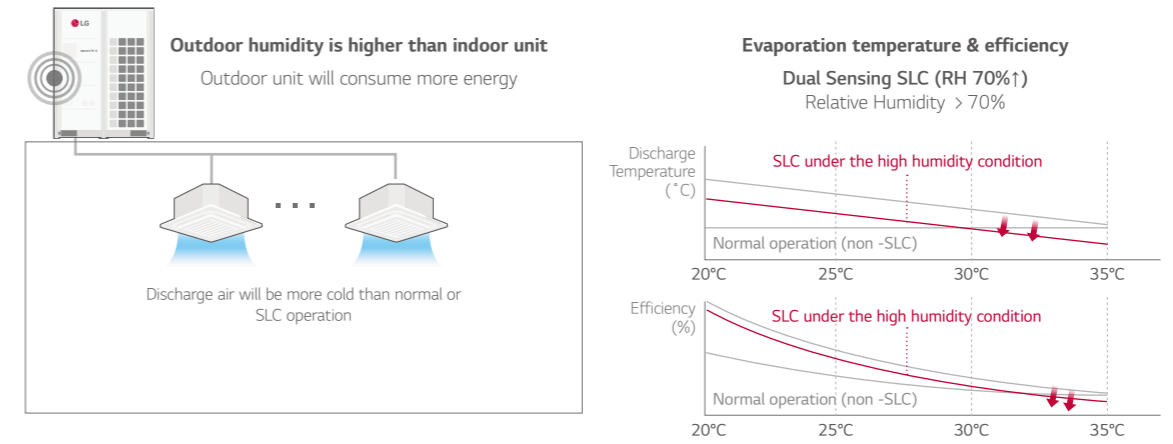 LG
Outdoor humidity is higher than indoor unit
Outdoor unit will consume more energy
Discharge air will be more cold than normal or
SLC operation
Evaporation temperature & efficiency
Dual Sensing SLC (RH 70%↑)
Relative Humidity > 70%
Discharge
Temperature
(˚C)
SLC under the high humidity condition
Normal operation (non -SLC)
20℃ 25℃ 30℃ 35℃
Efficiency
(%)
SLC under the high humidity condition
Normal operation (non -SLC)
20℃ 25℃ 30℃ 35℃